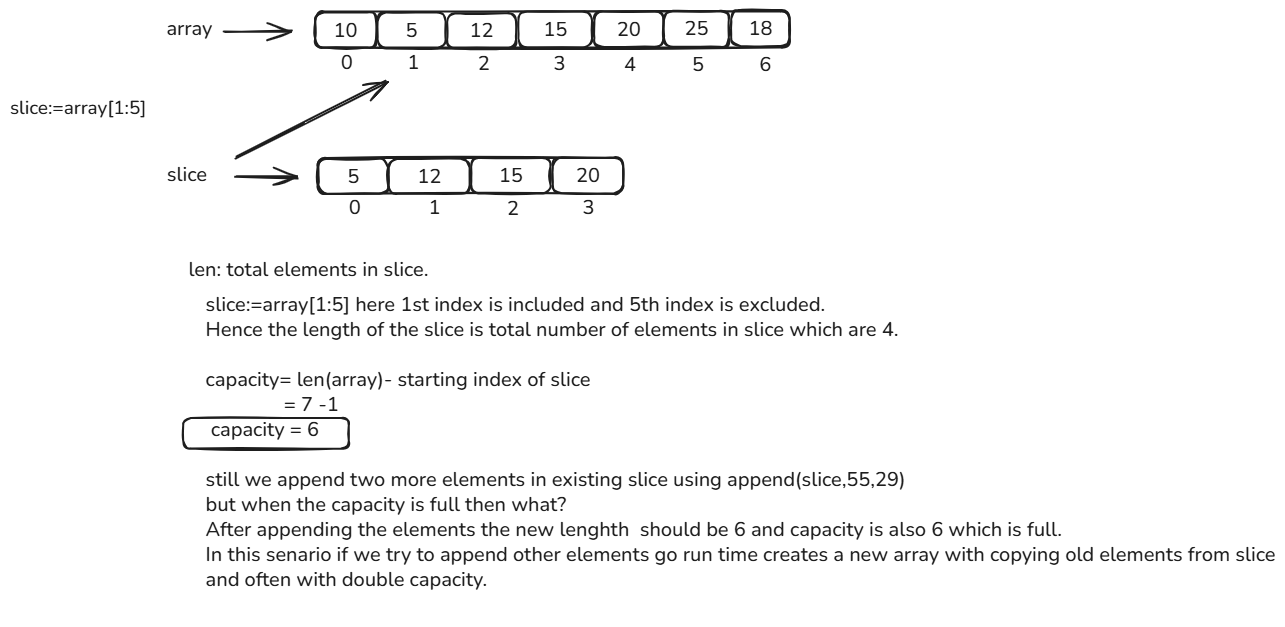 array 10 5 12 15 20 25 18
0 1 2 3 4 5 6
slice:=array[1:5]
slice 5 12 15 20
0 1 2 3
len: total elements in slice.
slice:=array[1:5] here 1st index is included and 5th index is excluded.
Hence the length of the slice is total number of elements in slice which are 4.
capacity= len(array)- starting index of slice
= 7 -1
capacity = 6
still we append two more elements in existing slice using append(slice,55,29)
but when the capacity is full then what?
After appending the elements the new lenghth  should be 6 and capacity is also 6 which is full.
In this senario if we try to append other elements go run time creates a new array with copying old elements from slice
and often with double capacity.